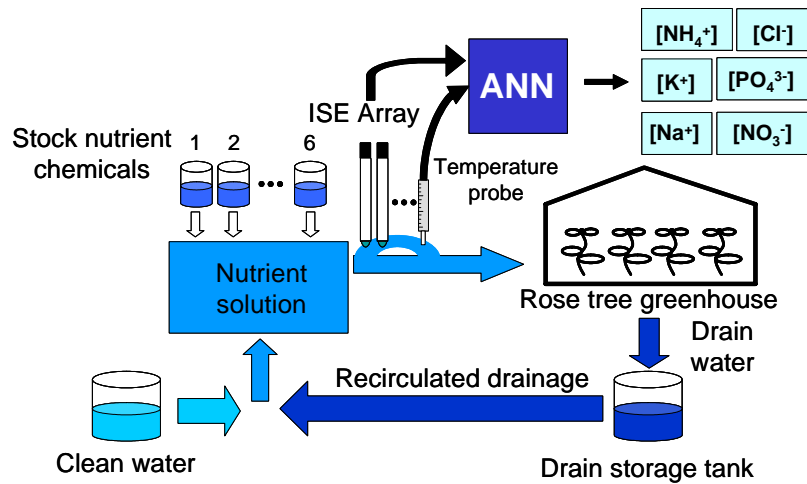 [NH₄⁺] [Cl⁻]
ANN
[K⁺] [PO₄³⁻]
ISE Array
[Na⁺] [NO₃⁻]
Stock nutrient
chemicals
1 2 ••• 6
Temperature
probe
•••
Nutrient
solution
Rose tree greenhouse
Drain
water
Recirculated drainage
Clean water
Drain storage tank